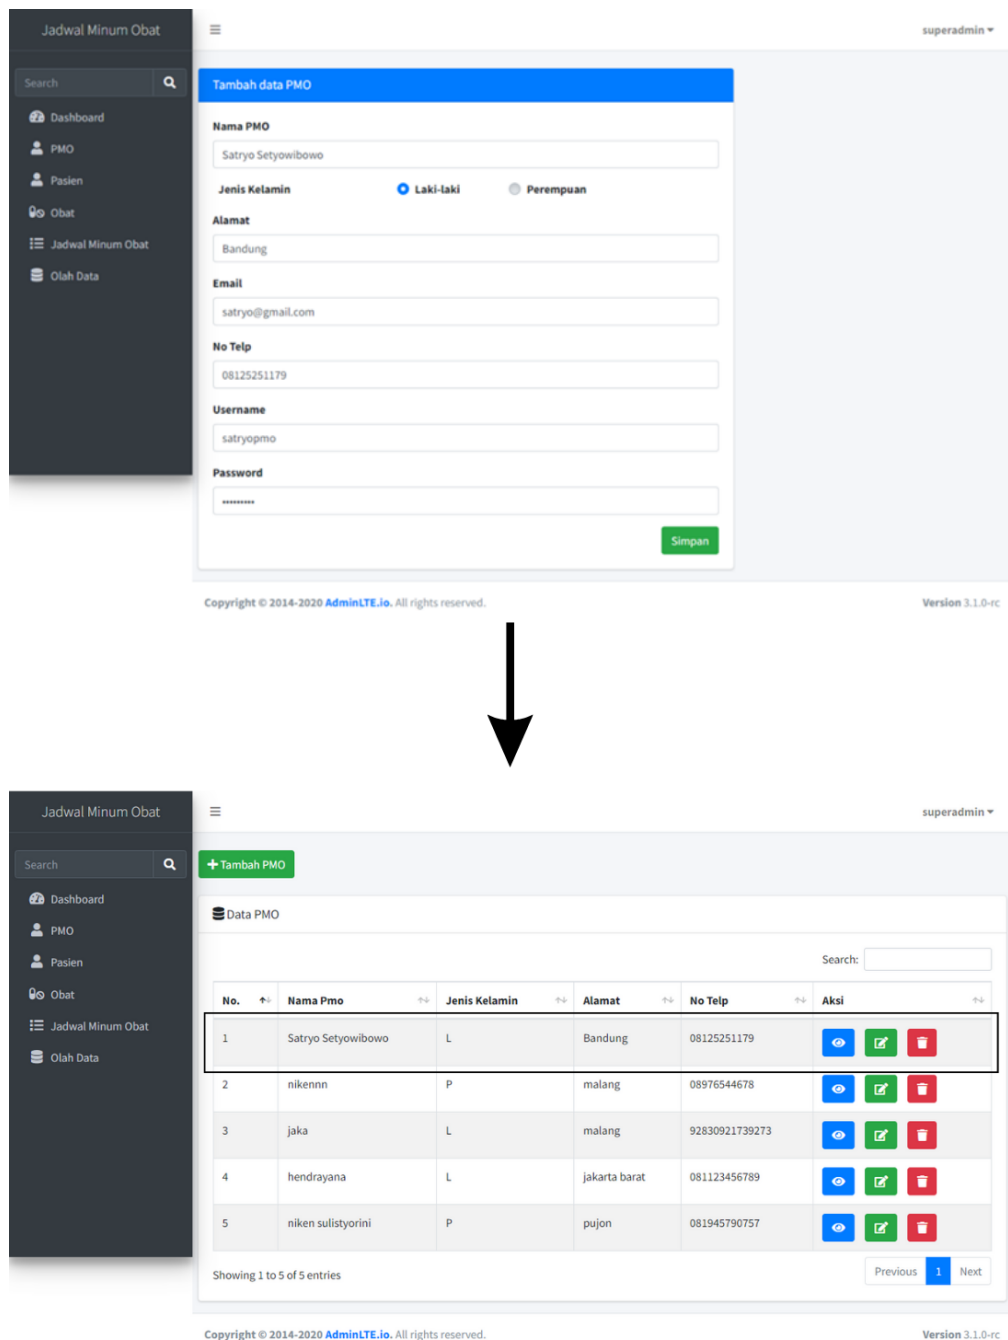 Jadwal Minum Obat
superadmin
Search
Dashboard
PMO
Pasien
Obat
Jadwal Minum Obat
Olah Data
Tambah data PMO
Nama PMO
Satryo Setyowibowo
Jenis Kelamin Laki-laki Perempuan
Alamat
Bandung
Email
satryo@gmail.com
No Telp
08125251179
Username
satryopmo
Password
•••••••••
Simpan
Copyright © 2014-2020 AdminLTE.io. All rights reserved. Version 3.1.0-rc
Jadwal Minum Obat
superadmin
Search
Dashboard
PMO
Pasien
Obat
Jadwal Minum Obat
Olah Data
+ Tambah PMO
Data PMO
Search:
No. Nama Pmo Jenis Kelamin Alamat No Telp Aksi
1 Satryo Setyowibowo L Bandung 08125251179
2 nikennn P malang 08976544678
3 jaka L malang 92830921739273
4 hendrayana L jakarta barat 081123456789
5 niken sulistyorini P pujon 081945790757
Showing 1 to 5 of 5 entries
Previous 1 Next
Copyright © 2014-2020 AdminLTE.io. All rights reserved. Version 3.1.0-rc